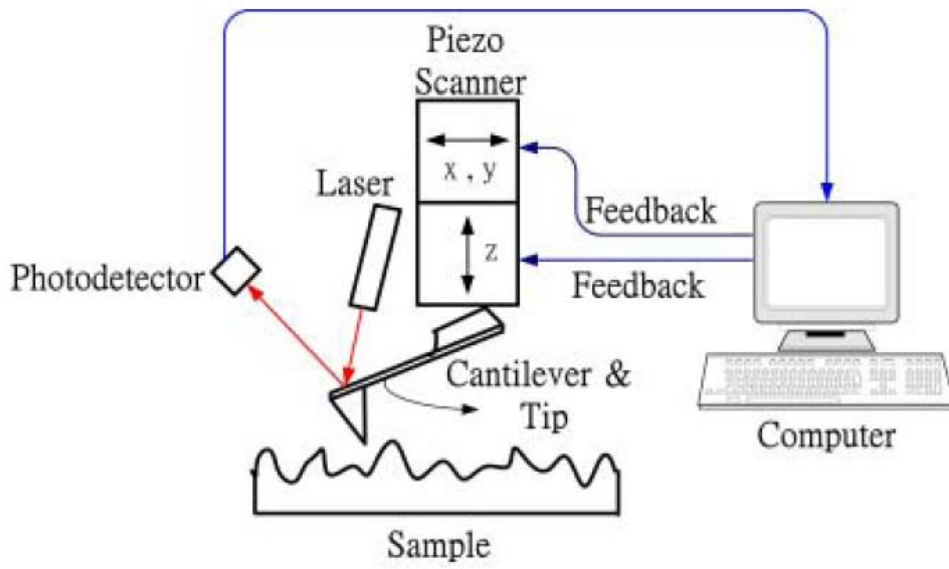 Piezo
Scanner
x , y
Laser
Feedback
Photodetector
z
Feedback
Cantilever &
Tip
Computer
Sample